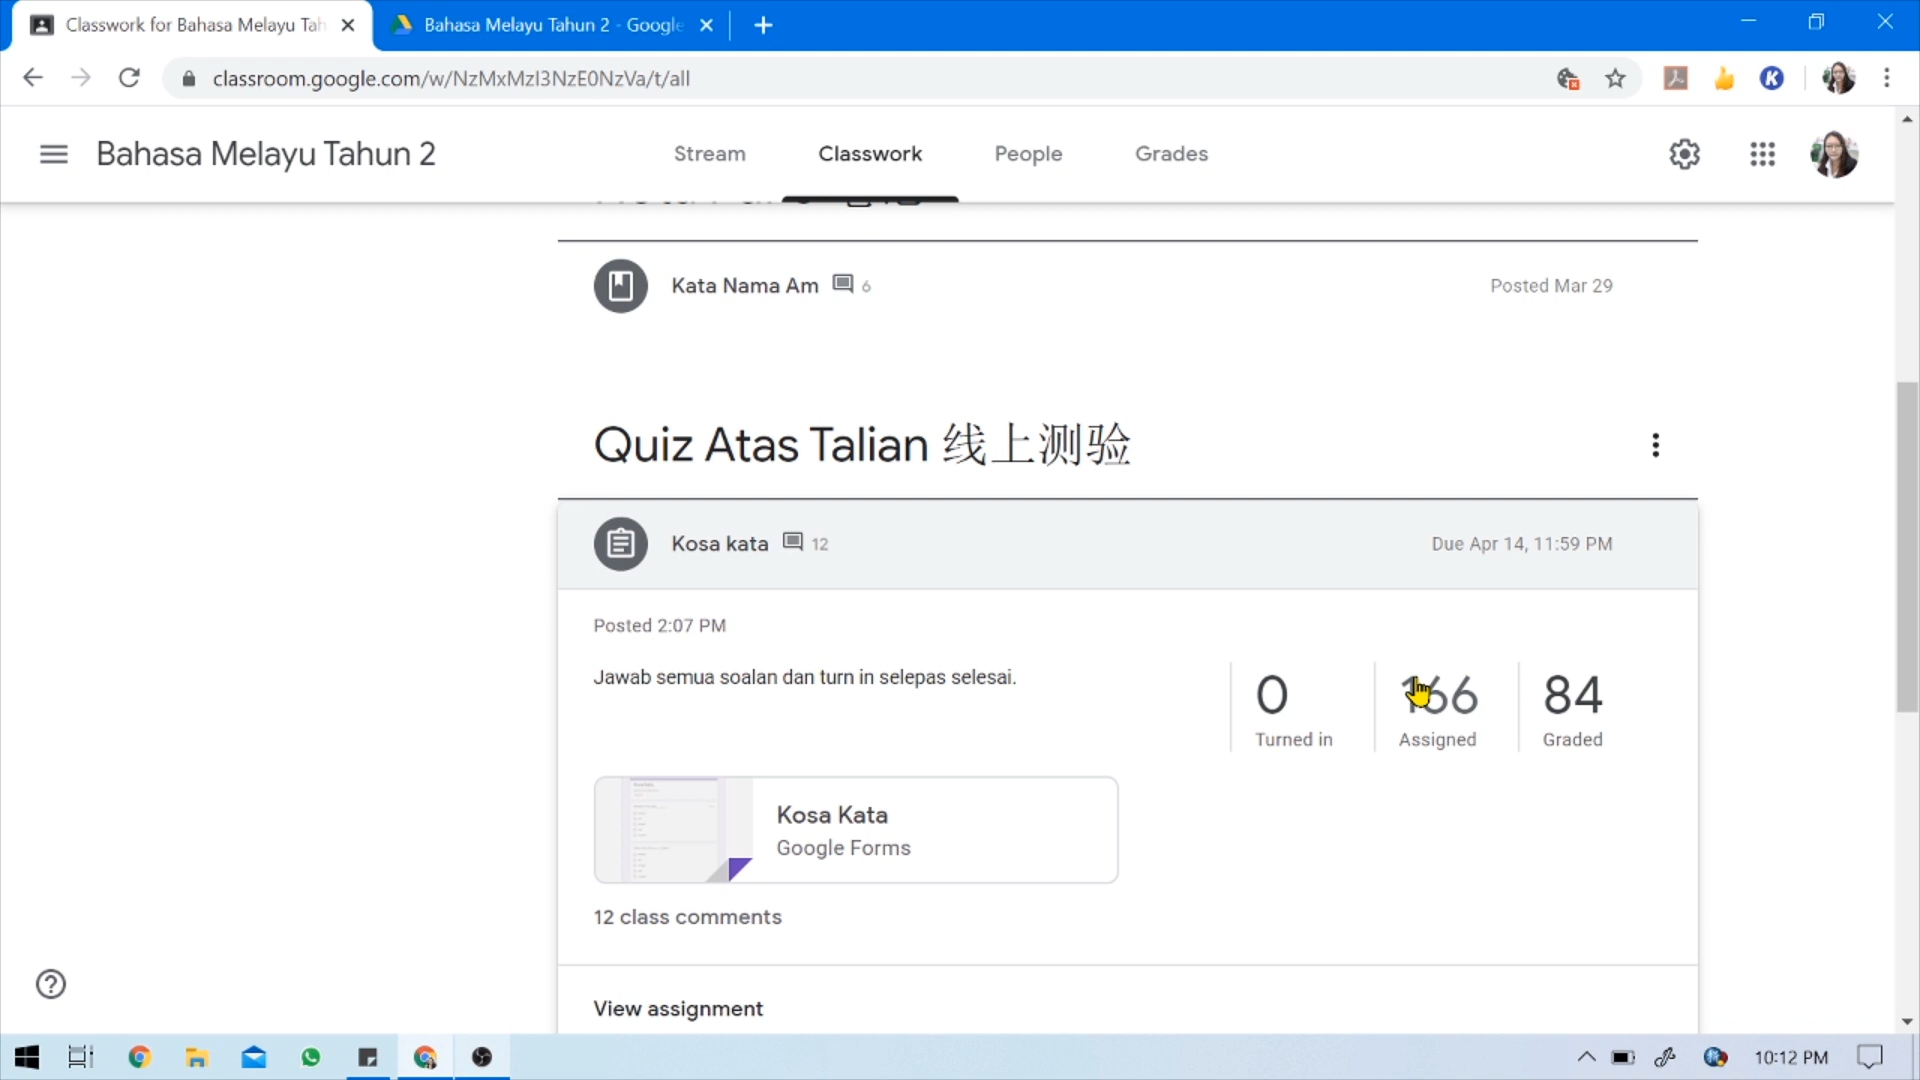 Classwork for Bahasa Melayu Tah
Bahasa Melayu Tahun 2 - Google
classroom.google.com/w/NzMxMzI3NzE0NzVa/t/all
Bahasa Melayu Tahun 2
Stream
Classwork
People
Grades
Kata Nama Am
6
Posted Mar 29
Quiz Atas Talian 线上测验
Kosa kata
12
Due Apr 14, 11:59 PM
Posted 2:07 PM
Jawab semua soalan dan turn in selepas selesai.
0
Turned in
166
Assigned
84
Graded
Kosa Kata
Google Forms
12 class comments
View assignment
10:12 PM